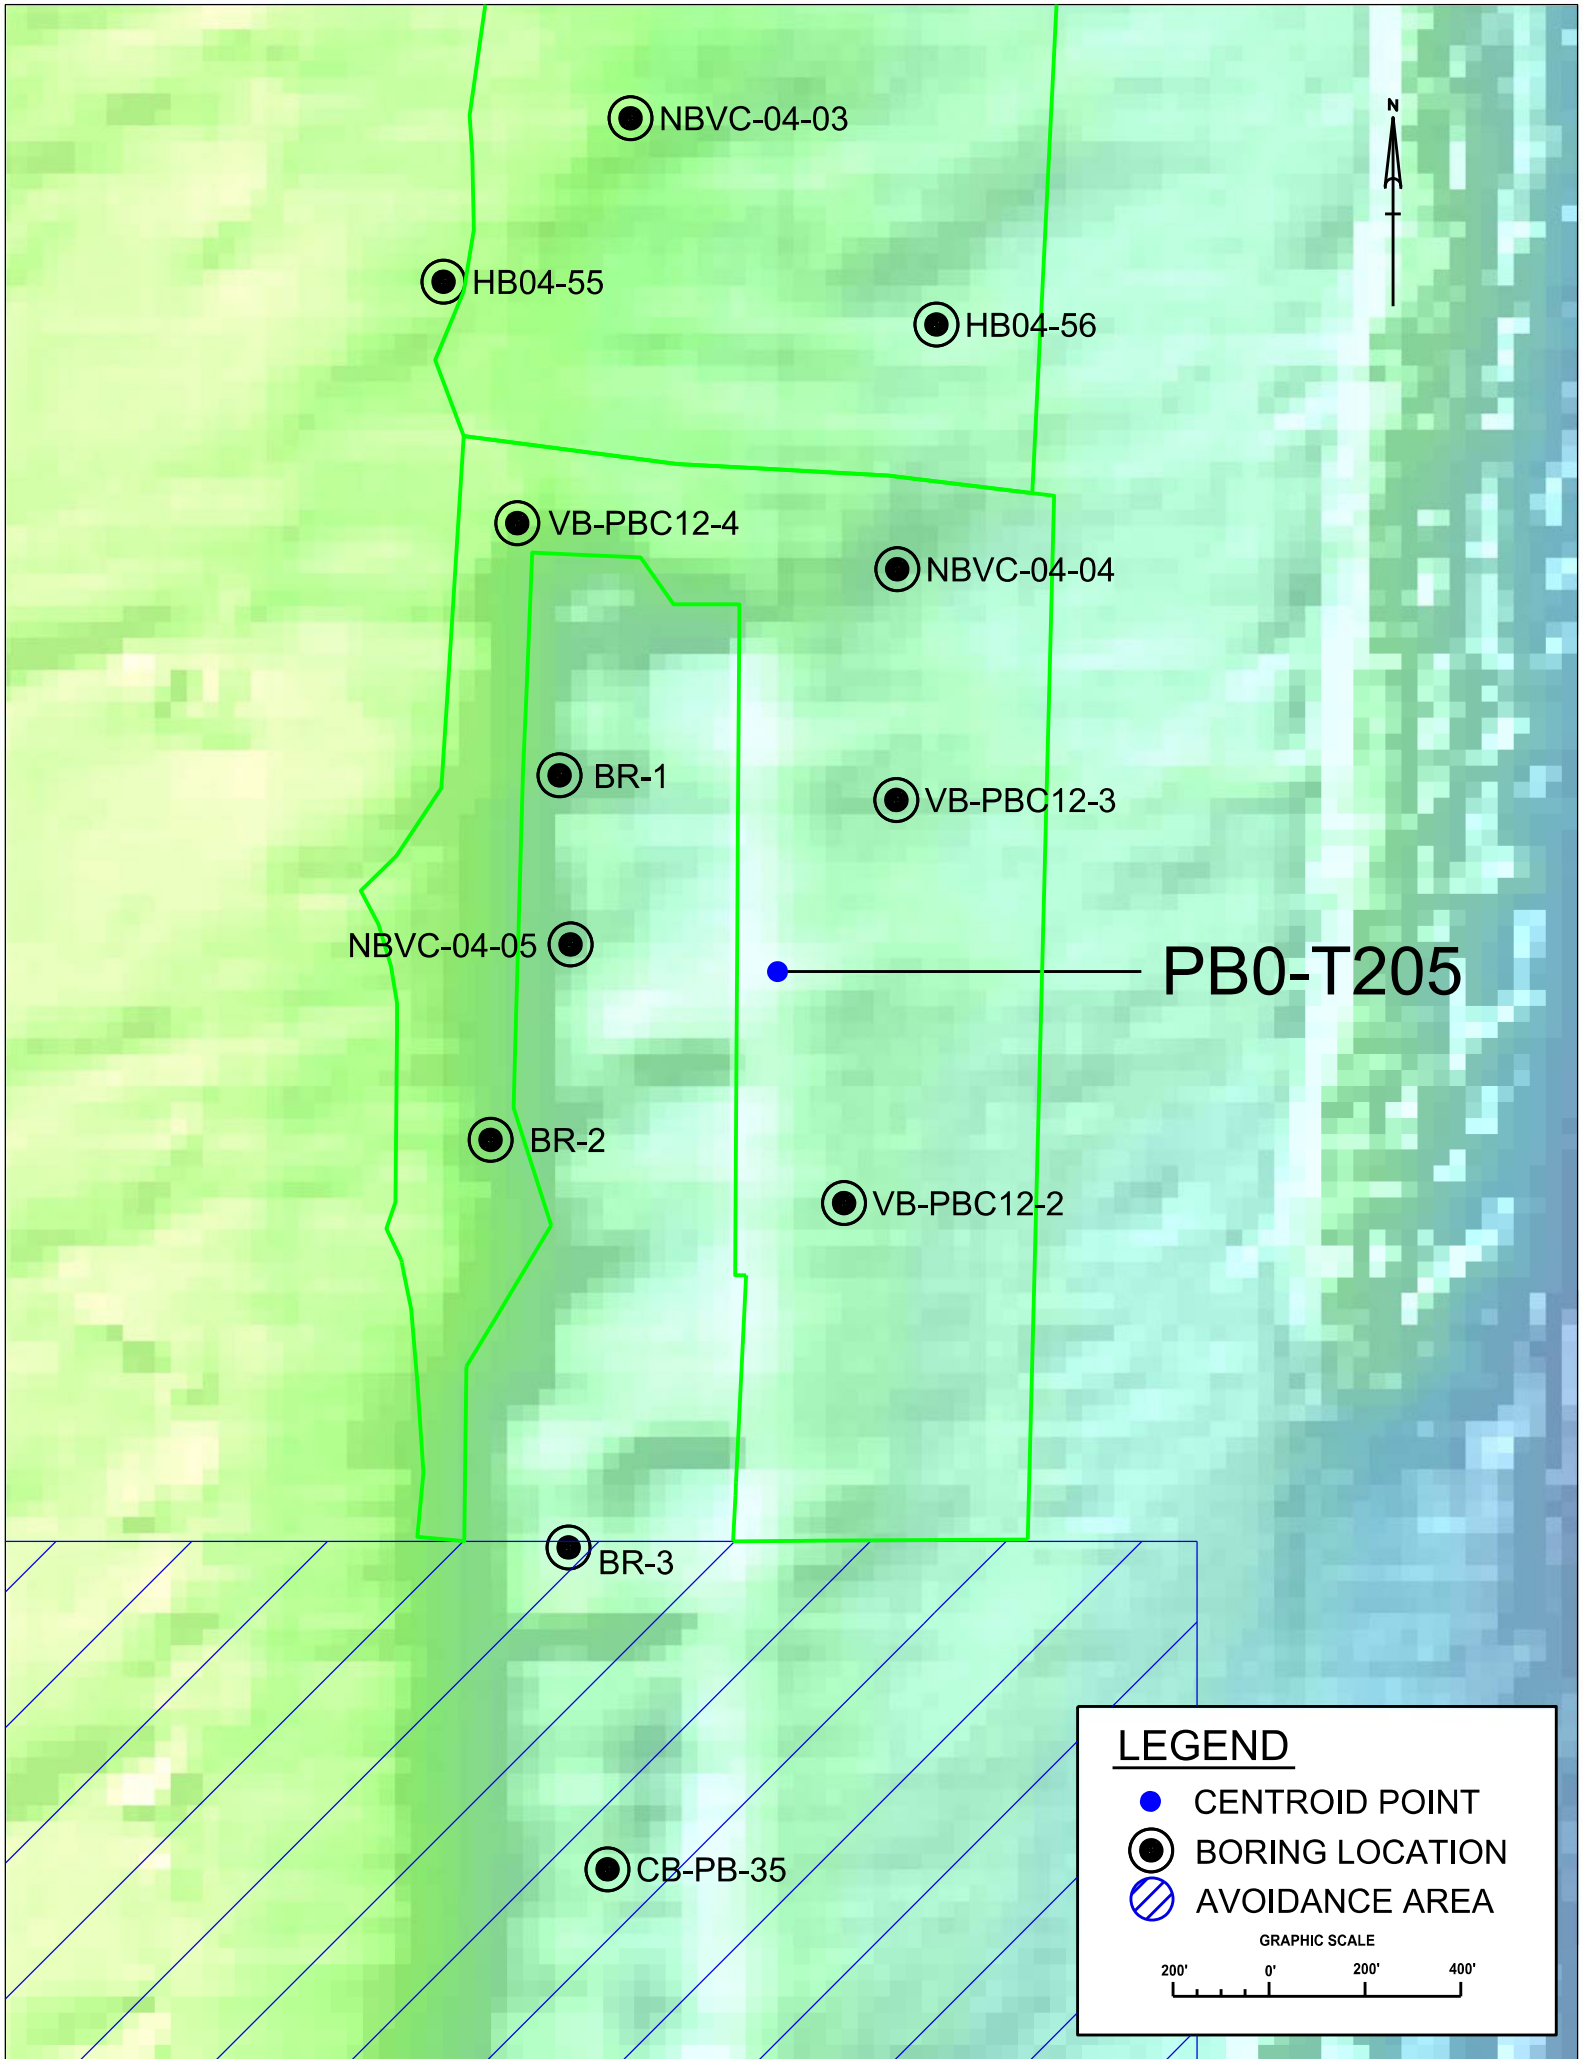 N
NBVC-04-03
HB04-55
HB04-56
VB-PBC12-4
NBVC-04-04
BR-1
VB-PBC12-3
NBVC-04-05
PB0-T205
BR-2
VB-PBC12-2
BR-3
CB-PB-35
LEGEND
CENTROID POINT
BORING LOCATION
AVOIDANCE AREA
GRAPHIC SCALE
200' 0' 200' 400'